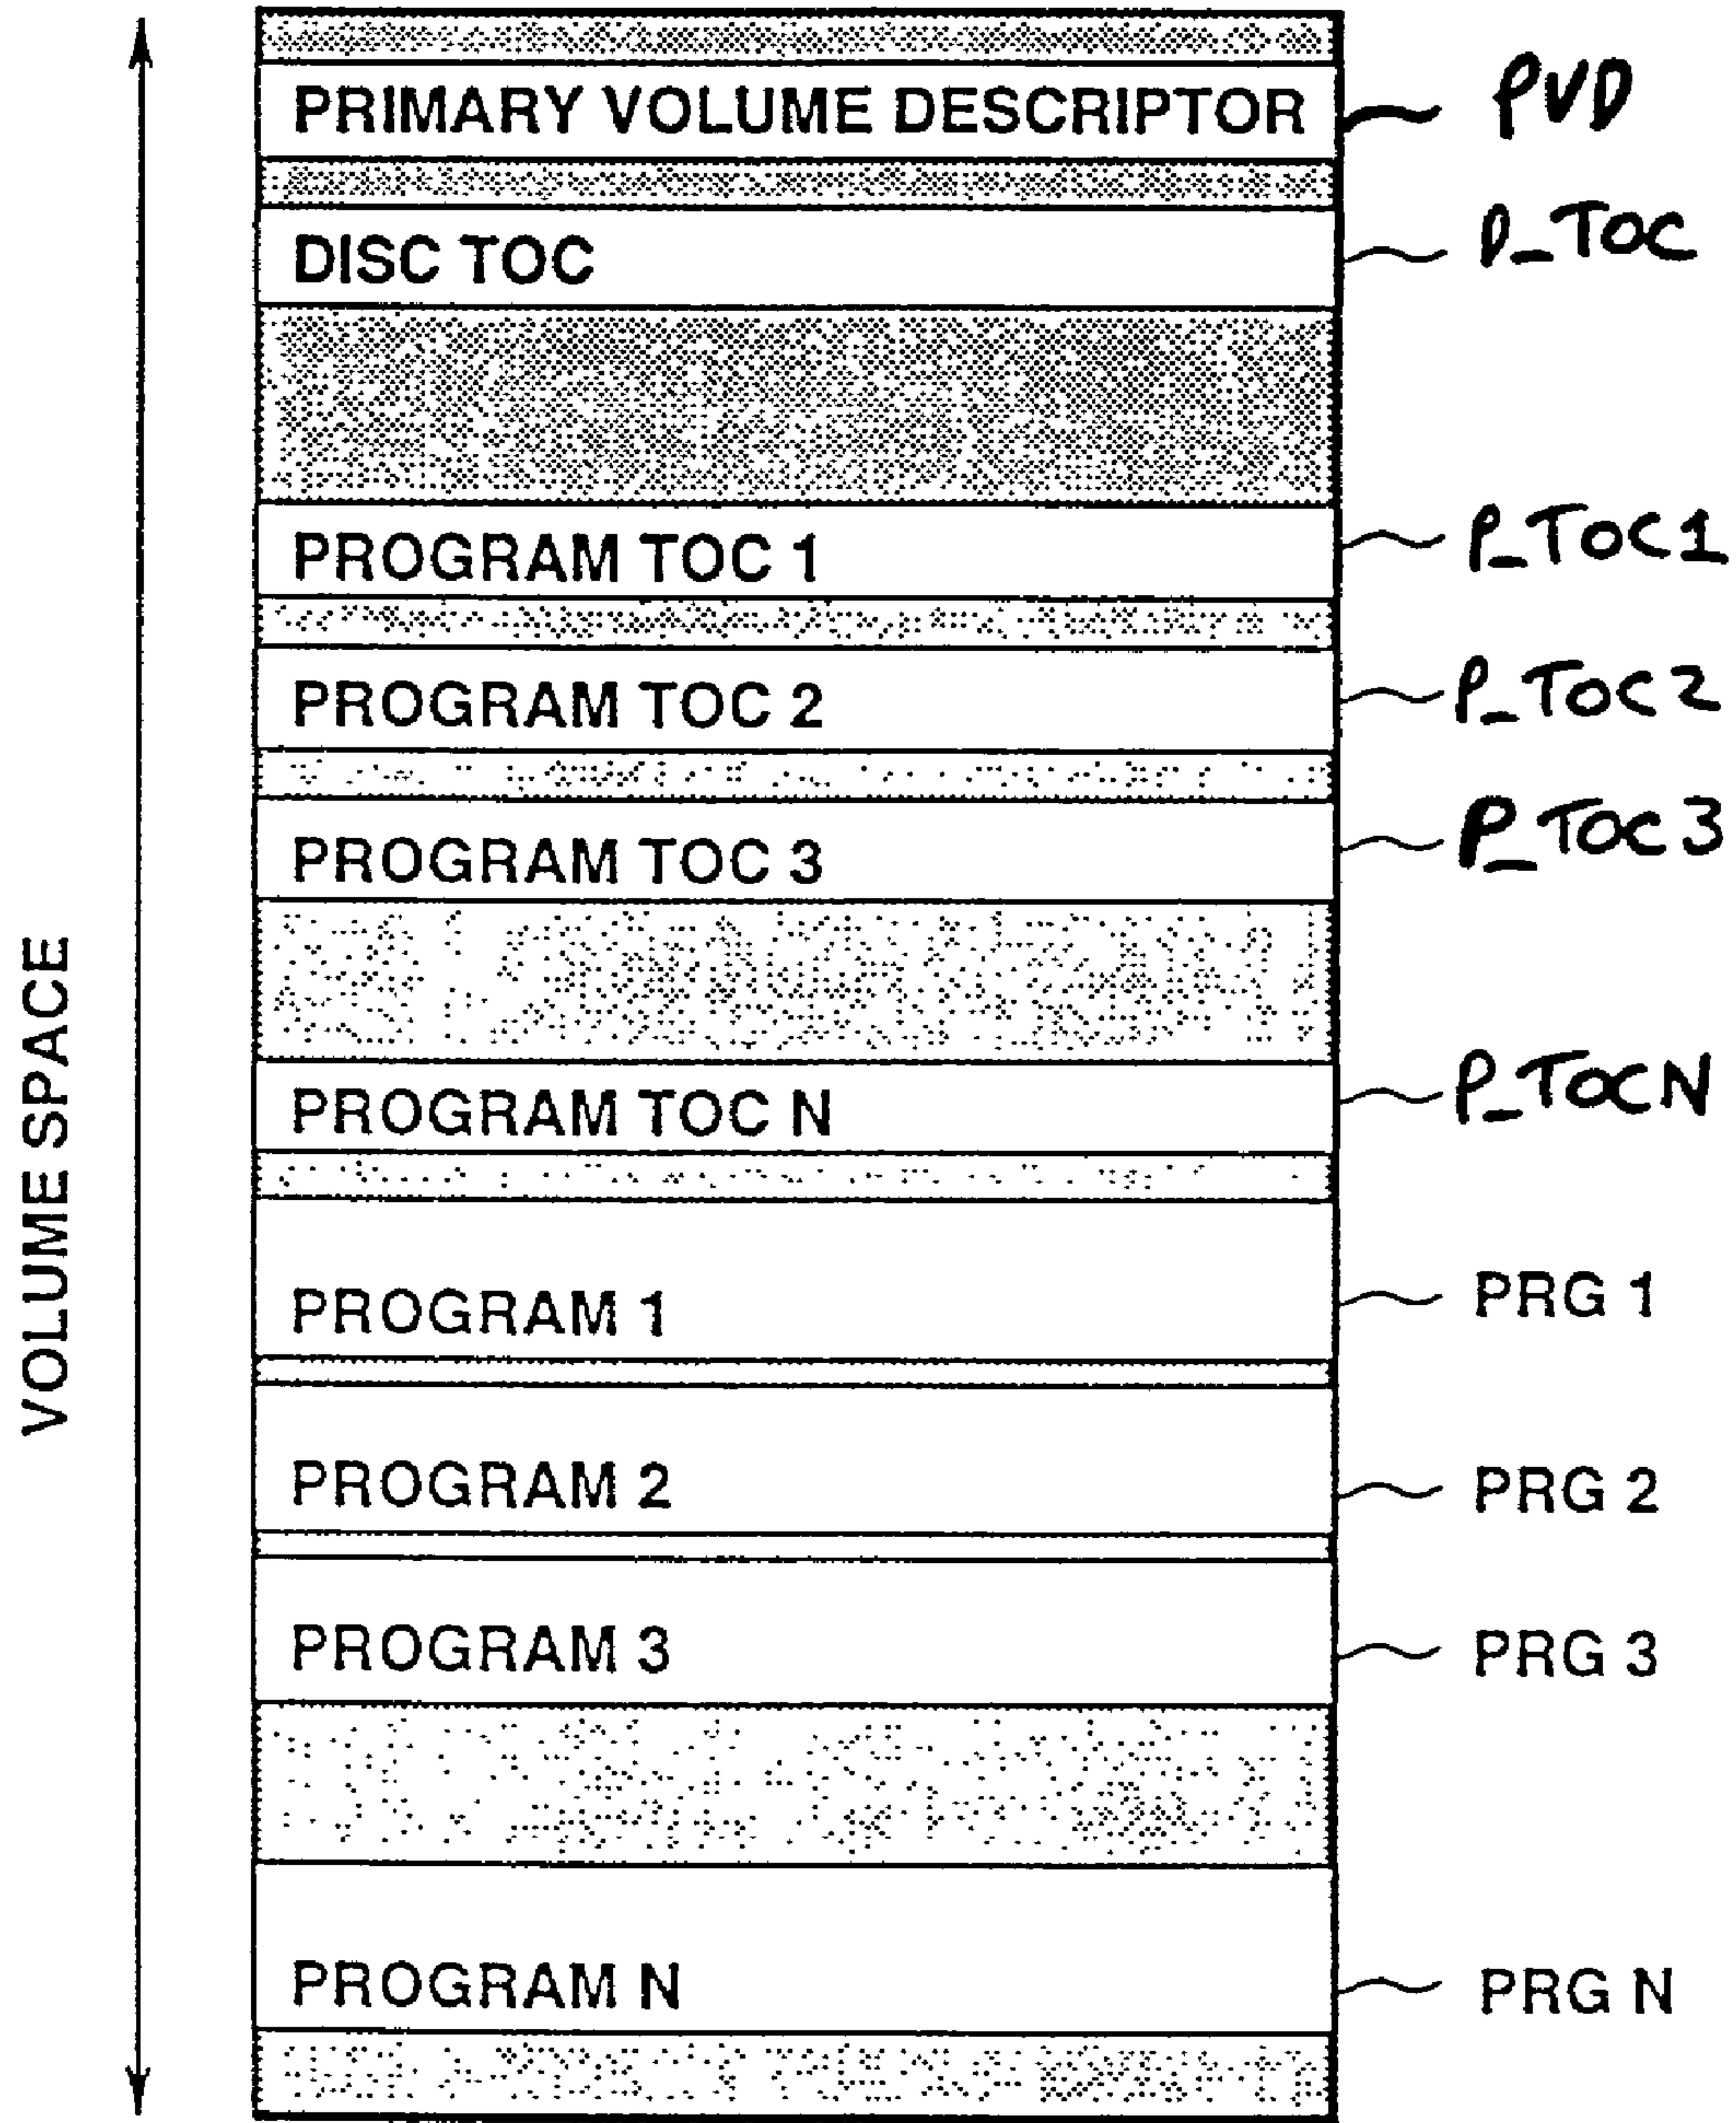 PRIMARY VOLUME DESCRIPTOR PVD
DISC TOC D_TOC
PROGRAM TOC 1 P_TOC1
PROGRAM TOC 2 P_TOC2
PROGRAM TOC 3 P_TOC3
PROGRAM TOC N P_TOCN
VOLUME SPACE
PROGRAM 1 PRG 1
PROGRAM 2 PRG 2
PROGRAM 3 PRG 3
PROGRAM N PRG N